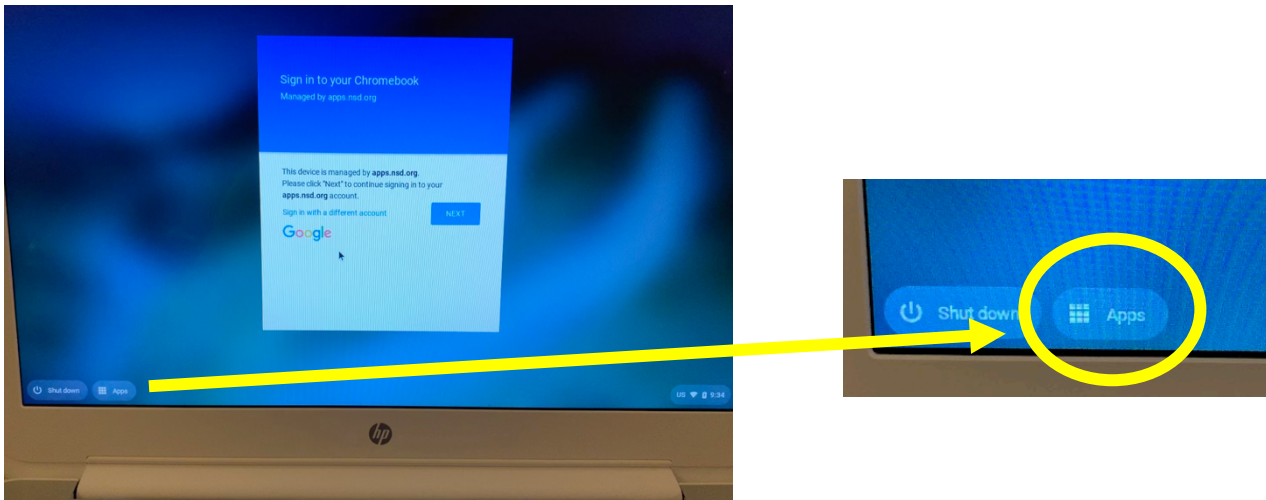 Sign in to your Chromebook
Managed by apps.nsd.org
This device is managed by apps.nsd.org.
Please click "Next" to continue signing in to your
apps.nsd.org account.
Sign in with a different account
NEXT
Google
Shut down
Apps
US
9:34
hp
Shut down
Apps